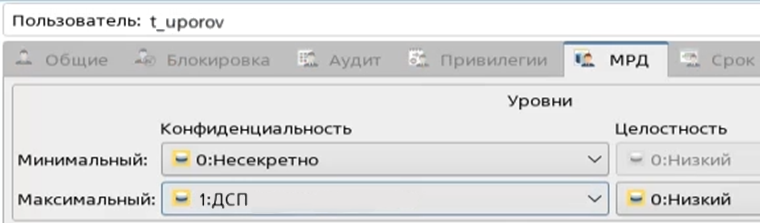 Пользователь: t_uporov
Общие Блокировка Аудит Привилегии МРД Срок
Уровни
Конфиденциальность Целостность
Минимальный: 0:Несекретно 0:Низкий
Максимальный: 1:ДСП 0:Низкий